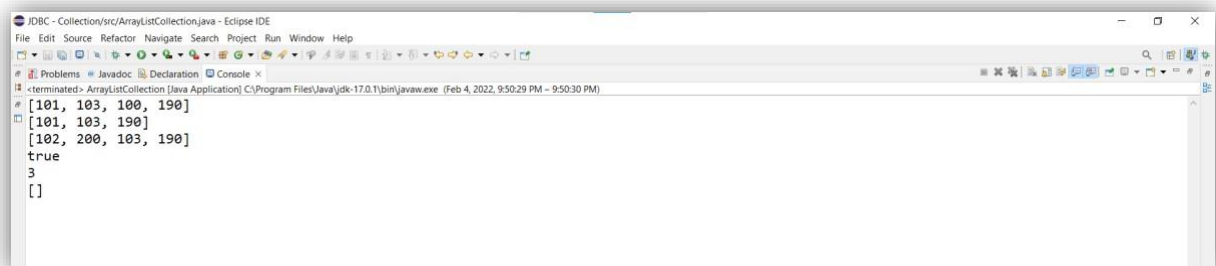 JDBC - Collection/src/ArrayListCollection.java - Eclipse IDE
File Edit Source Refactor Navigate Search Project Run Window Help
Problems Javadoc Declaration Console
<terminated> ArrayListCollection [Java Application] C:\Program Files\Java\jdk-17.0.1\bin\javaw.exe (Feb 4, 2022, 9:50:29 PM – 9:50:30 PM)
[101, 103, 100, 190]
[101, 103, 190]
[102, 200, 103, 190]
true
3
[]